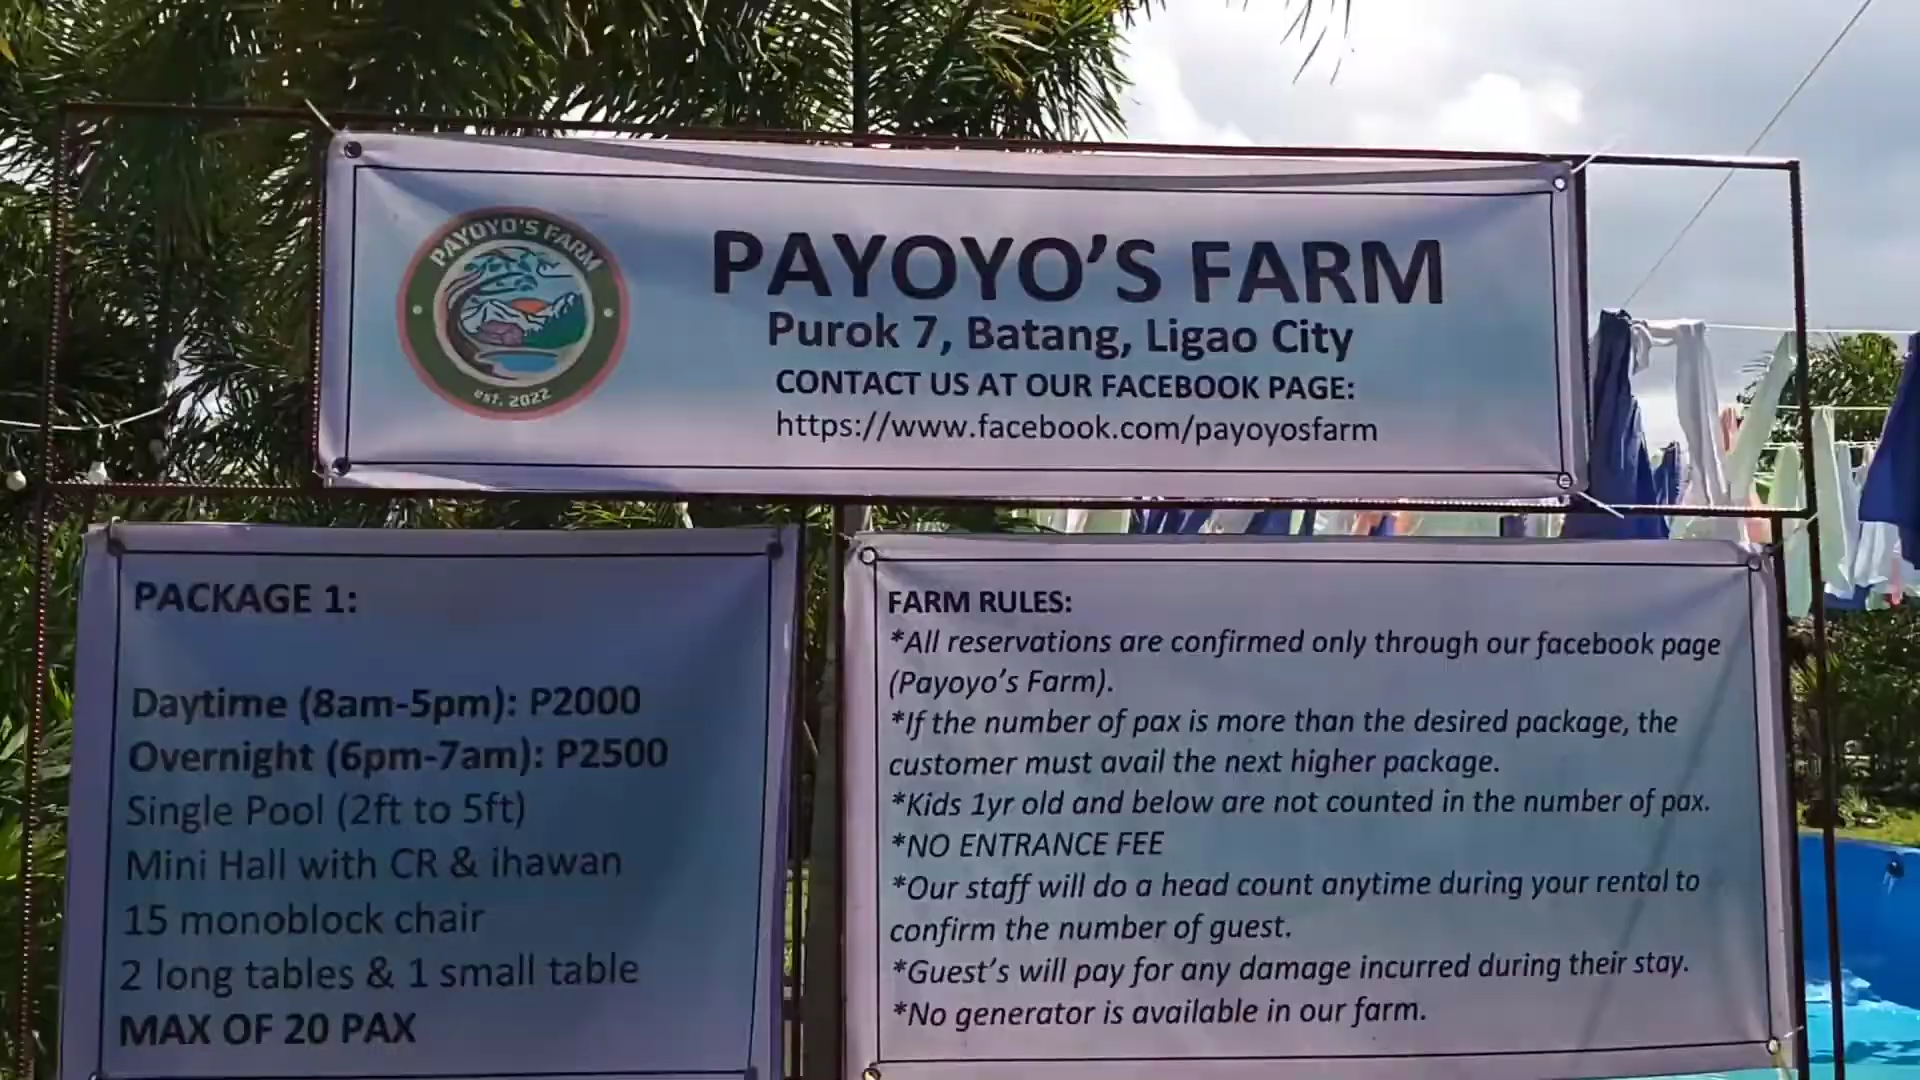 PAYOYO'S FARM
est. 2022
PAYOYO'S FARM
Purok 7, Batang, Ligao City
CONTACT US AT OUR FACEBOOK PAGE:
https://www.facebook.com/payoyosfarm
PACKAGE 1:
Daytime (8am-5pm): P2000
Overnight (6pm-7am): P2500
Single Pool (2ft to 5ft)
Mini Hall with CR & ihawan
15 monoblock chair
2 long tables & 1 small table
MAX OF 20 PAX
FARM RULES:
*All reservations are confirmed only through our facebook page
(Payoyo's Farm).
*If the number of pax is more than the desired package, the
customer must avail the next higher package.
*Kids 1yr old and below are not counted in the number of pax.
*NO ENTRANCE FEE
*Our staff will do a head count anytime during your rental to
confirm the number of guest.
*Guest's will pay for any damage incurred during their stay.
*No generator is available in our farm.